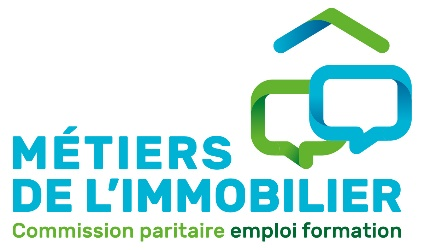 MÉTIERS
DE L'IMMOBILIER
Commission paritaire emploi formation